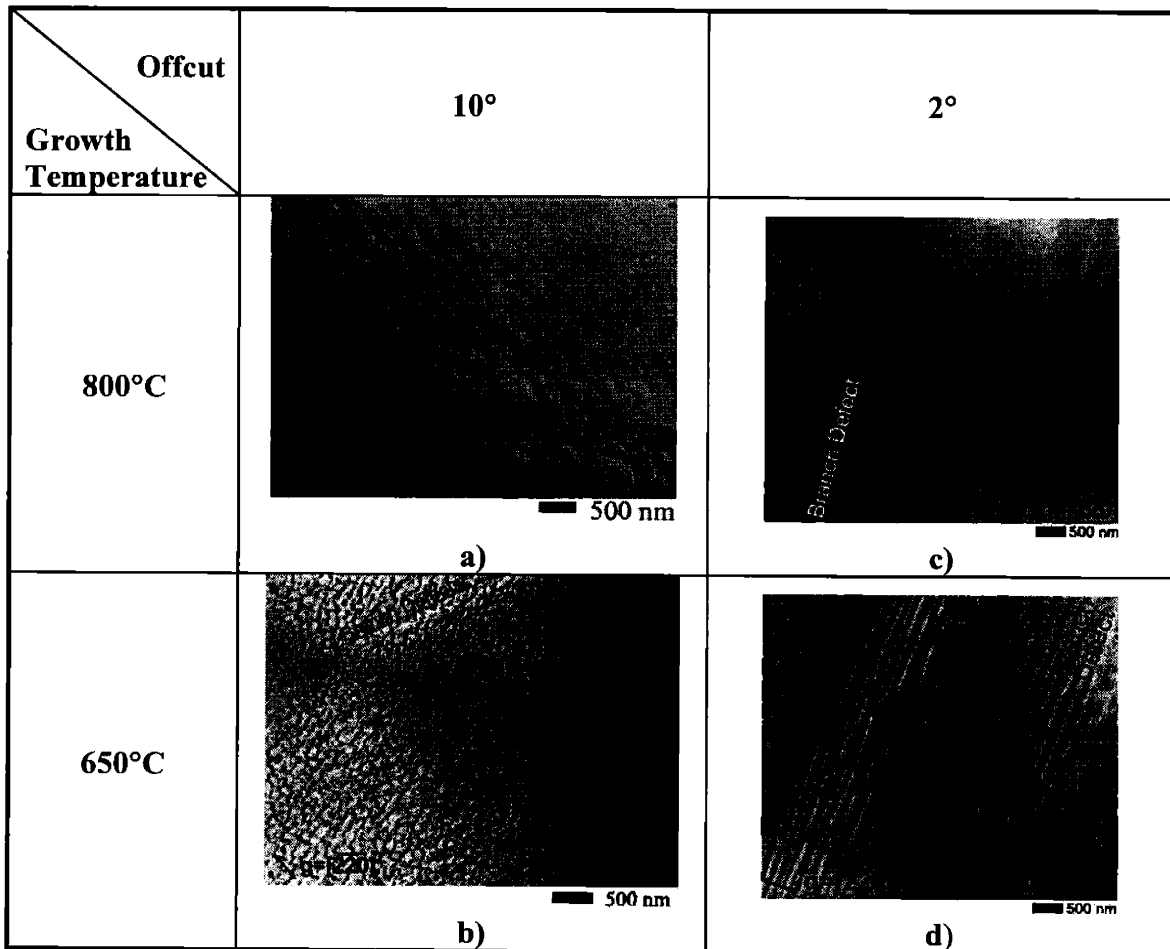 Offcut
Growth
Temperature
10°
2°
800°C
500 nm
a)
Branch Defect
500 nm
c)
650°C
500 nm
b)
500 nm
d)